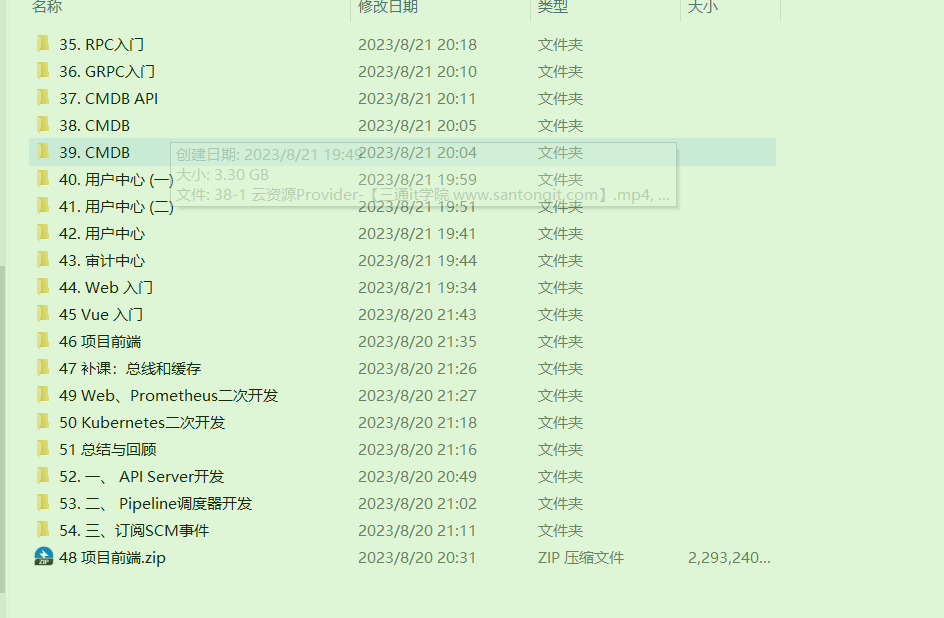 名称 修改日期 类型 大小
35. RPC入门 2023/8/21 20:18 文件夹
36. GRPC入门 2023/8/21 20:10 文件夹
37. CMDB API 2023/8/21 20:11 文件夹
38. CMDB 2023/8/21 20:05 文件夹
39. CMDB 2023/8/21 20:04 文件夹
创建日期: 2023/8/21 19:49
大小: 3.30 GB
文件: 38-1 云资源Provider-【三通it学院 www.santongit.com】.mp4, ...
40. 用户中心 (一) 2023/8/21 19:59 文件夹
41. 用户中心 (二) 2023/8/21 19:51 文件夹
42. 用户中心 2023/8/21 19:41 文件夹
43. 审计中心 2023/8/21 19:44 文件夹
44. Web 入门 2023/8/21 19:34 文件夹
45 Vue 入门 2023/8/20 21:43 文件夹
46 项目前端 2023/8/20 21:35 文件夹
47 补课：总线和缓存 2023/8/20 21:26 文件夹
49 Web、Prometheus二次开发 2023/8/20 21:27 文件夹
50 Kubernetes二次开发 2023/8/20 21:18 文件夹
51 总结与回顾 2023/8/20 21:16 文件夹
52. 一、 API Server开发 2023/8/20 20:49 文件夹
53. 二、 Pipeline调度器开发 2023/8/20 21:02 文件夹
54. 三、订阅SCM事件 2023/8/20 21:11 文件夹
48 项目前端.zip 2023/8/20 20:31 ZIP 压缩文件 2,293,240...